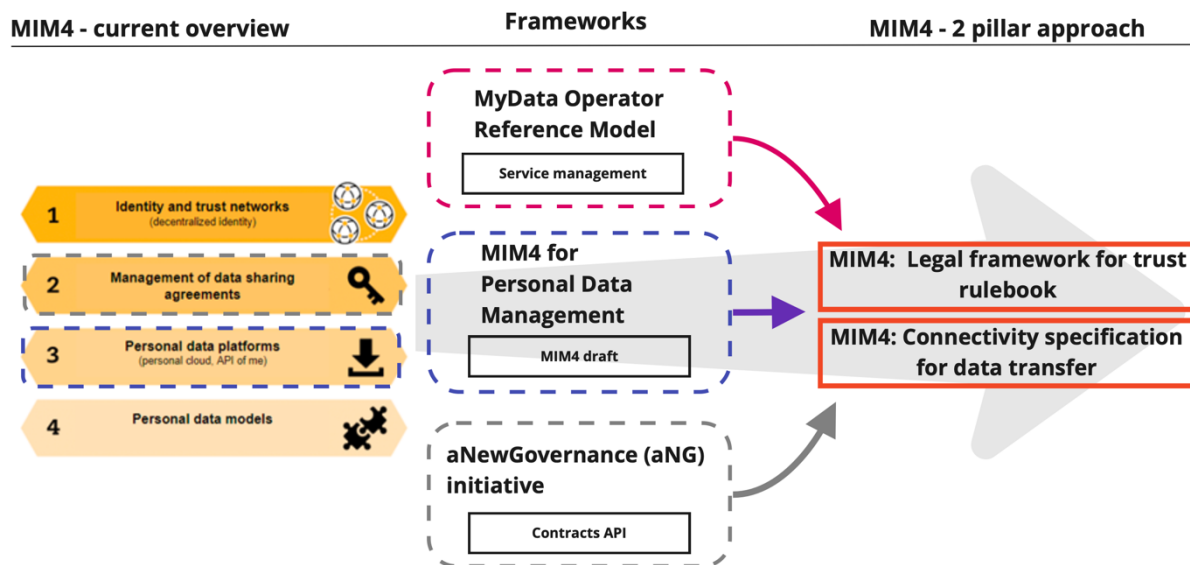 MIM4 - current overview
Frameworks
MIM4 - 2 pillar approach
1
Identity and trust networks
(decentralized identity)
2
Management of data sharing
agreements
3
Personal data platforms
(personal cloud, API of me)
4
Personal data models
MyData Operator
Reference Model
Service management
MIM4 for
Personal Data
Management
MIM4 draft
aNewGovernance (aNG)
initiative
Contracts API
MIM4: Legal framework for trust
rulebook
MIM4: Connectivity specification
for data transfer